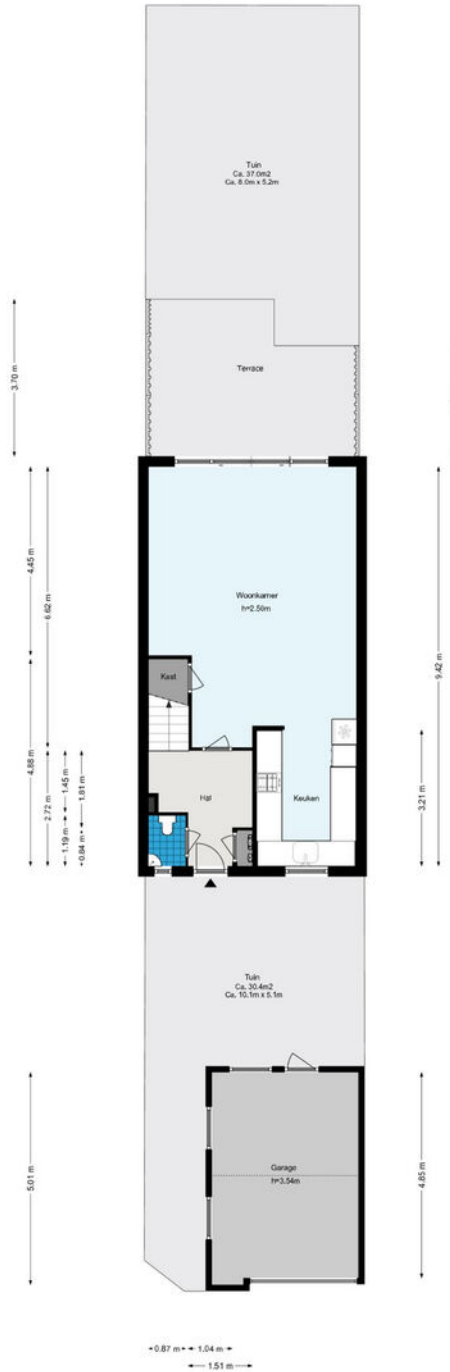 Tuin
Ca. 37.0m2
Ca. 8.0m x 5.2m
3.70 m
Terrace
4.45 m
6.62 m
9.42 m
Woonkamer
h=2.50m
Kast
4.88 m
2.72 m
1.45 m
1.81 m
1.19 m
0.84 m
3.21 m
Hal
Keuken
Tuin
Ca. 30.4m2
Ca. 10.1m x 5.1m
5.01 m
4.85 m
Garage
h=3.54m
0.87 m
1.04 m
1.51 m